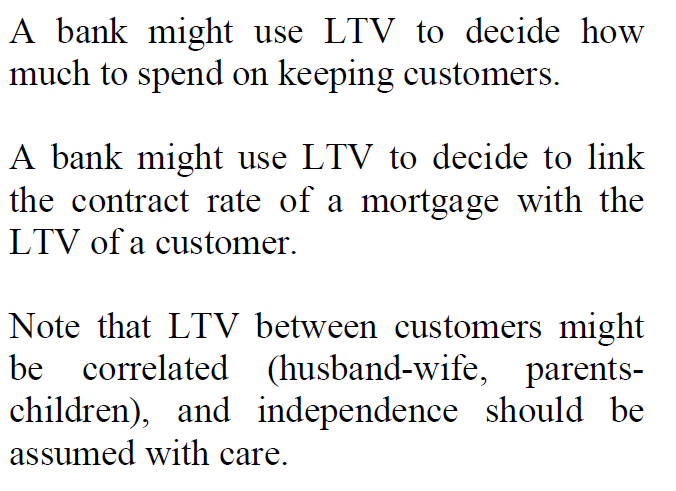 A bank might use LTV to decide how
much to spend on keeping customers.
A bank might use LTV to decide to link
the contract rate of a mortgage with the
LTV of a customer.
Note that LTV between customers might
be correlated (husband-wife, parents-
children), and independence should be
assumed with care.